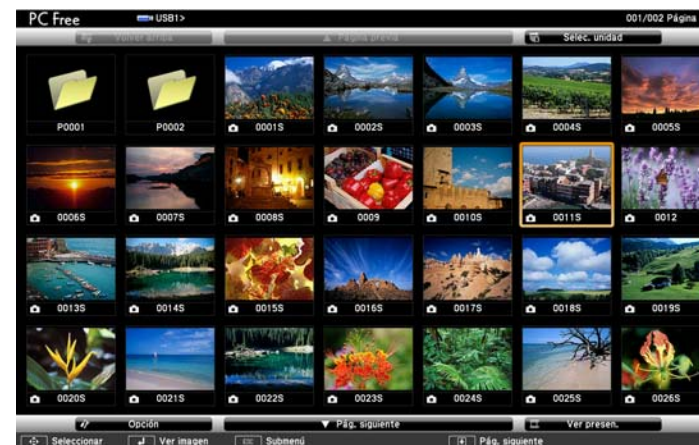 PC Free USB1> 001/002 Página
Volver arriba ▲ Página previa Selec. unidad
P0001 P0002 0001S 0002S 0003S 0004S 0005S
0006S 0007S 0008S 0009 0010S 0011S 0012
0013S 0014S 0015S 0016S 0017S 0018S 0019S
0020S 0021S 0022S 0023S 0024S 0025S 0026S
Opción ▼ Pág. siguiente Ver presen.
Seleccionar Ver imagen ESC Submenú Pág. siguiente